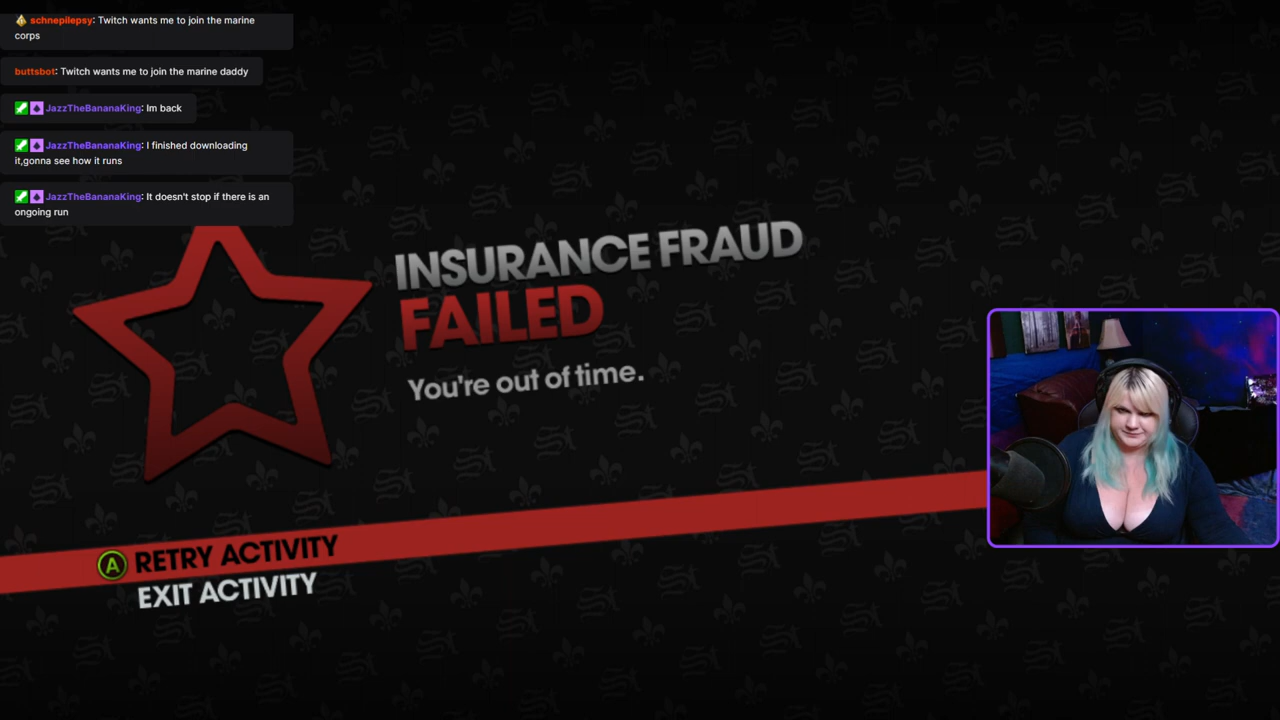 schnepilepsy: Twitch wants me to join the marine
corps
buttsbot: Twitch wants me to join the marine daddy
JazzTheBananaKing: Im back
JazzTheBananaKing: I finished downloading
it,gonna see how it runs
JazzTheBananaKing: It doesn't stop if there is an
ongoing run
INSURANCE FRAUD
FAILED
You're out of time.
A RETRY ACTIVITY
EXIT ACTIVITY